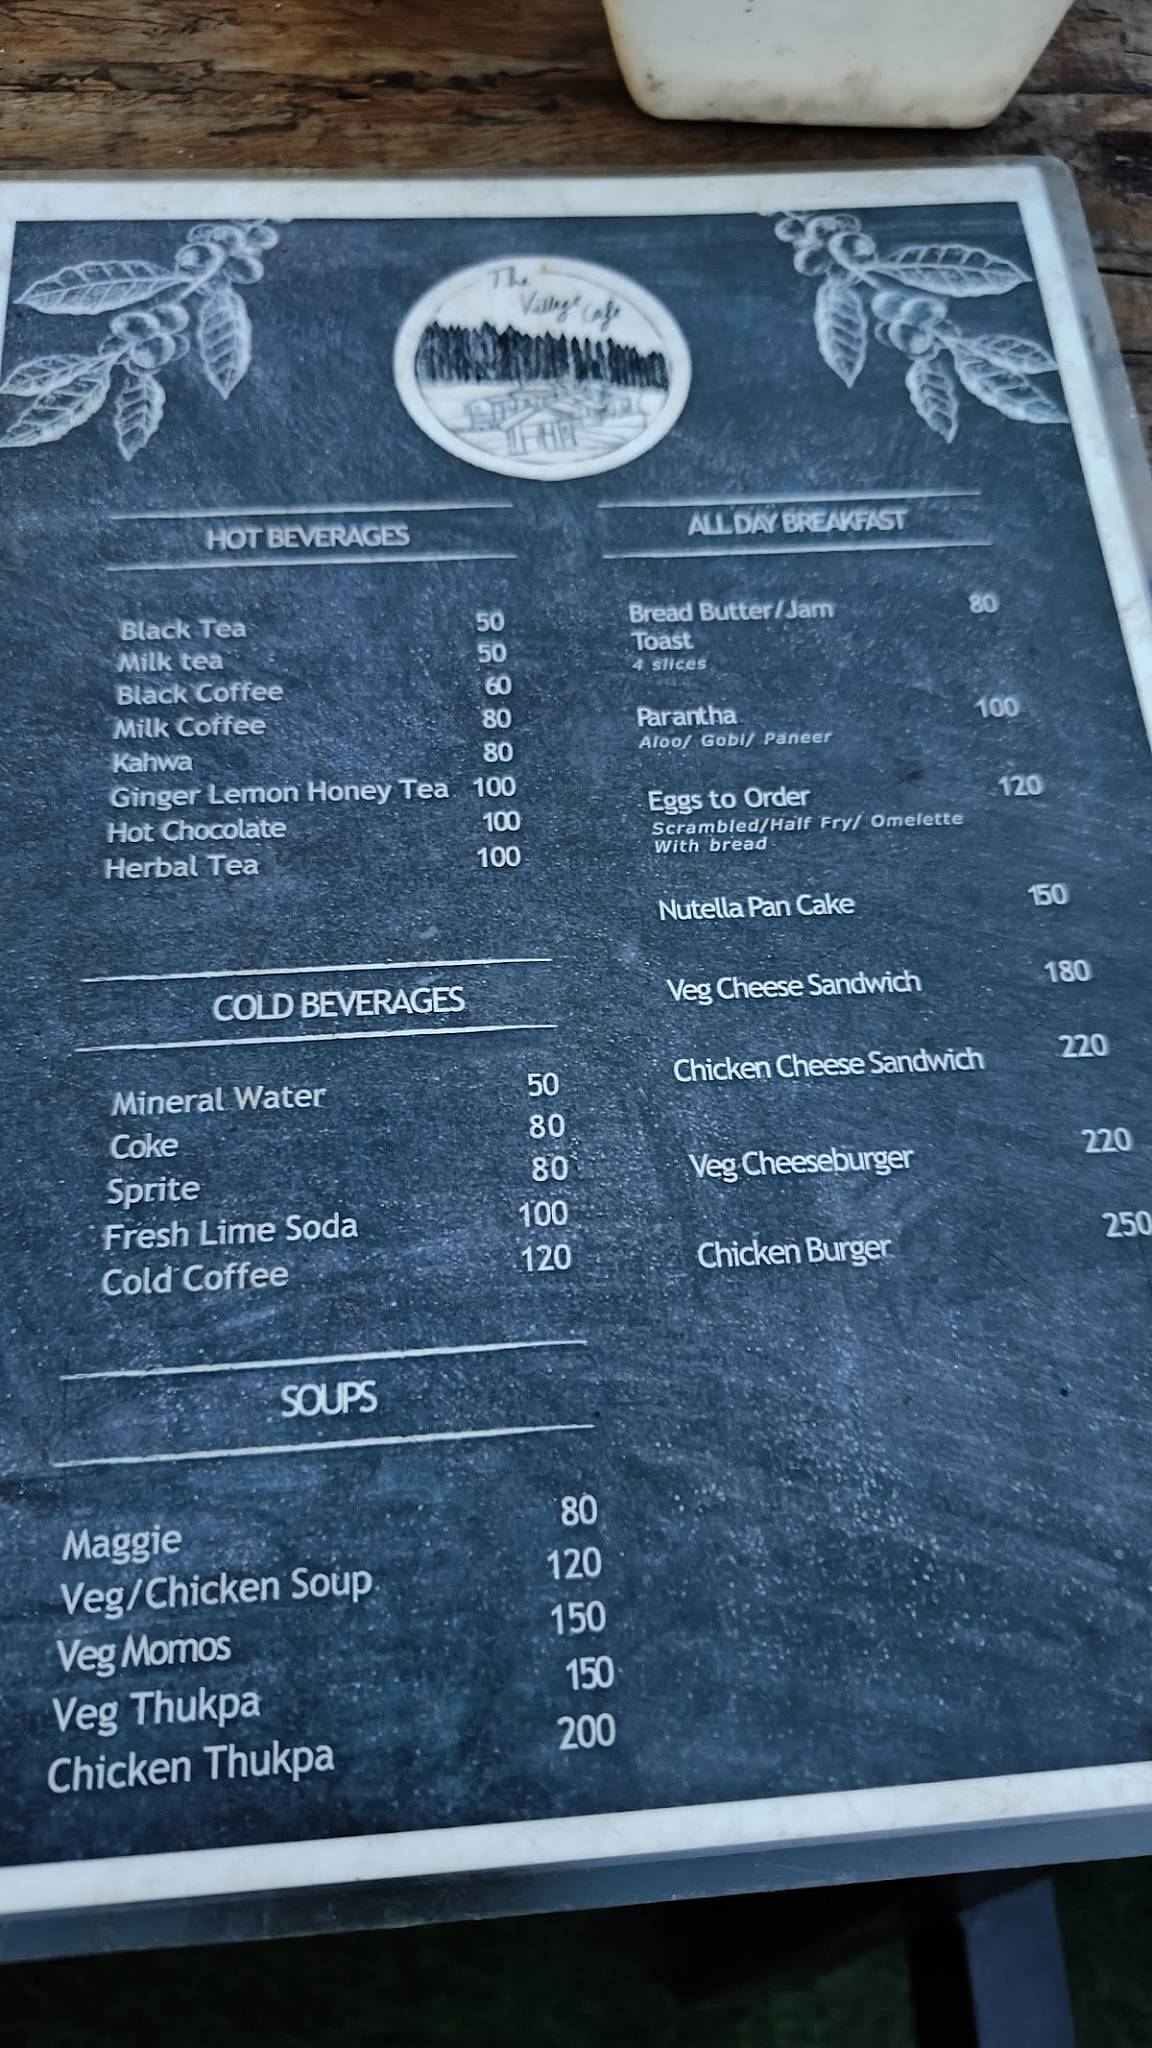 The
Village Cafe
HOT BEVERAGES
Black Tea 50
Milk tea 50
Black Coffee 60
Milk Coffee 80
Kahwa 80
Ginger Lemon Honey Tea 100
Hot Chocolate 100
Herbal Tea 100
COLD BEVERAGES
Mineral Water 50
Coke 80
Sprite 80
Fresh Lime Soda 100
Cold Coffee 120
SOUPS
Maggie 80
Veg/Chicken Soup 120
Veg Momos 150
Veg Thukpa 150
Chicken Thukpa 200
ALL DAY BREAKFAST
Bread Butter/Jam 80
Toast
4 slices
Parantha 100
Aloo/ Gobi/ Paneer
Eggs to Order 120
Scrambled/Half Fry/ Omelette
With bread
Nutella Pan Cake 150
Veg Cheese Sandwich 180
Chicken Cheese Sandwich 220
Veg Cheeseburger 220
Chicken Burger 250